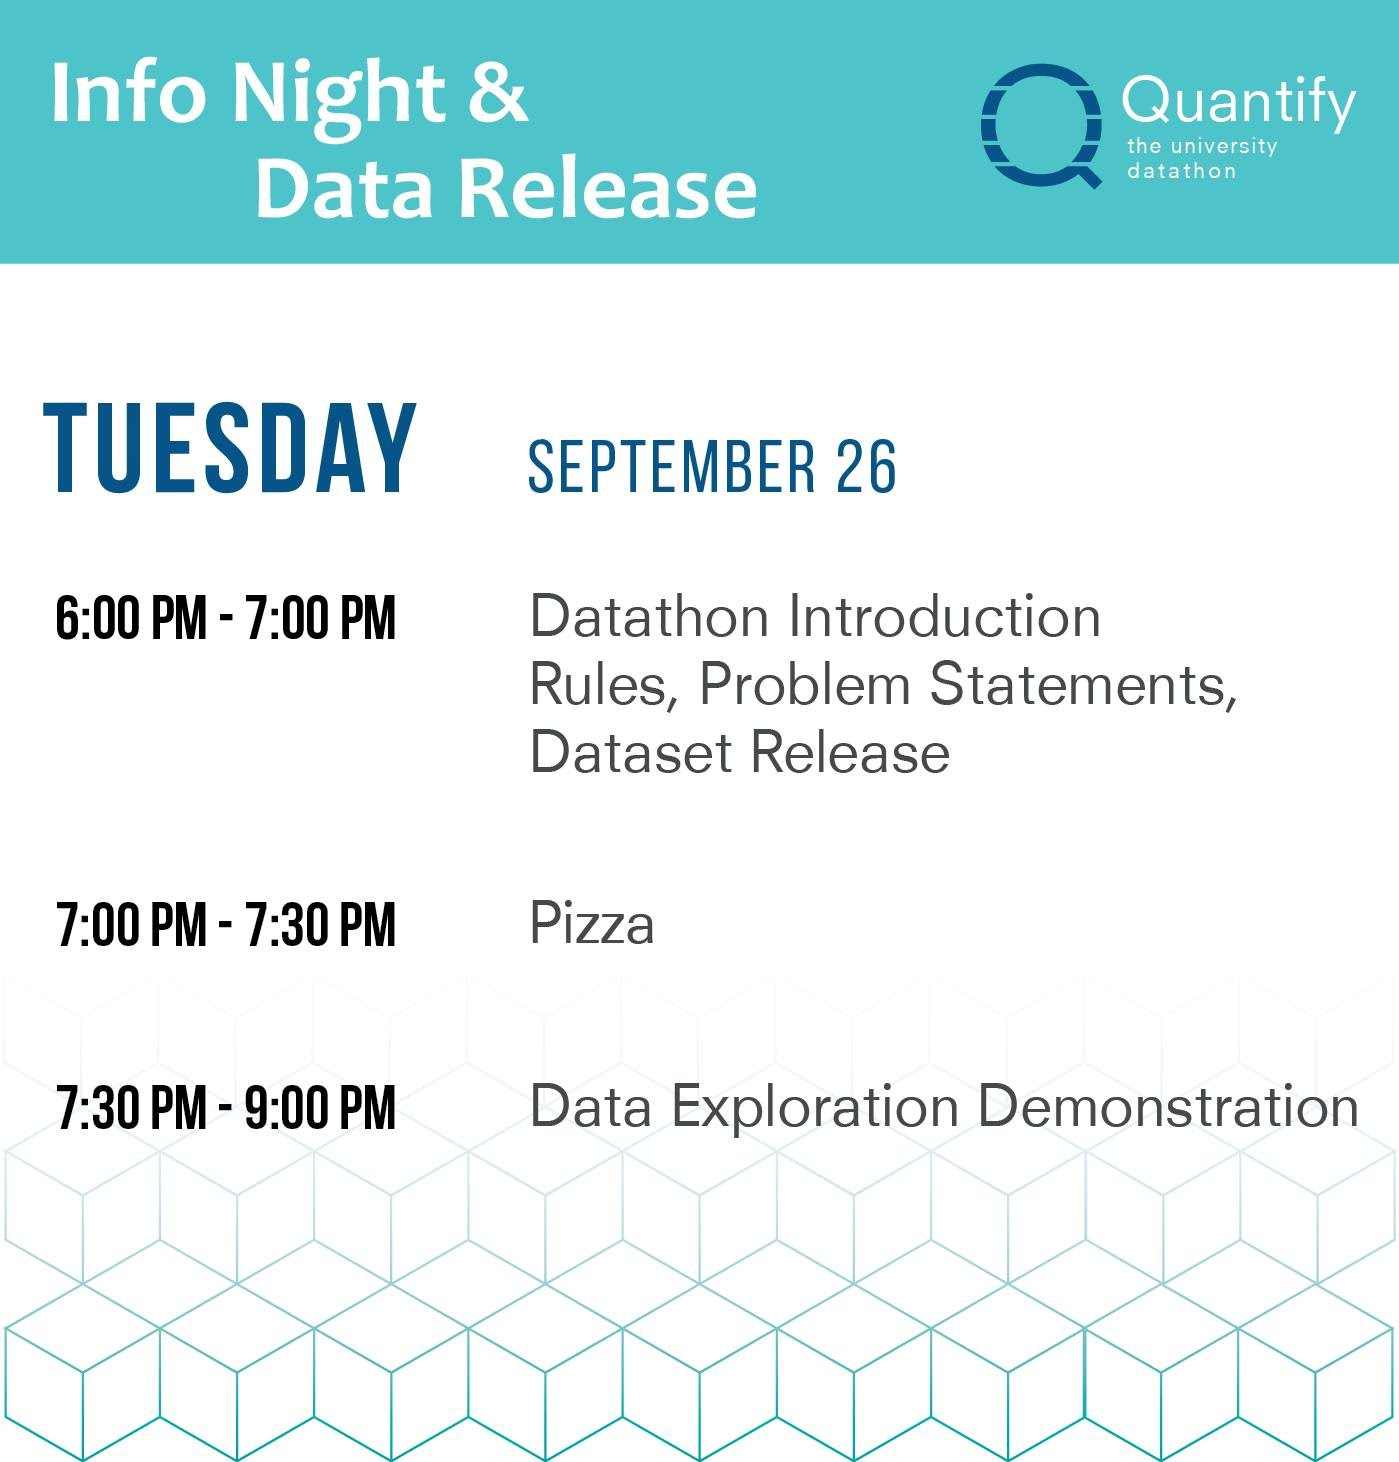 Info Night &
Data Release
Quantify
the university
datathon
TUESDAY SEPTEMBER 26
6:00 PM - 7:00 PM Datathon Introduction
Rules, Problem Statements,
Dataset Release
7:00 PM - 7:30 PM Pizza
7:30 PM - 9:00 PM Data Exploration Demonstration